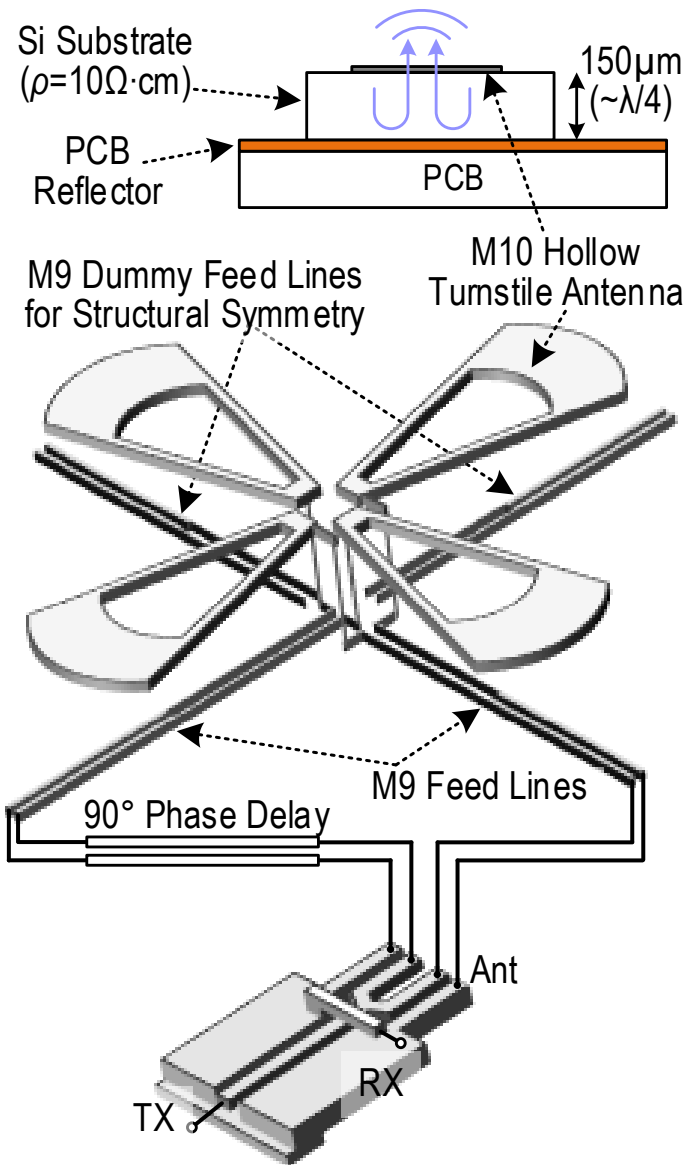 Si Substrate
(ρ=10Ω·cm)
150µm
(~λ/4)
PCB
Reflector
PCB
M10 Hollow
Turnstile Antenna
M9 Dummy Feed Lines
for Structural Symmetry
M9 Feed Lines
90° Phase Delay
Ant
RX
TX